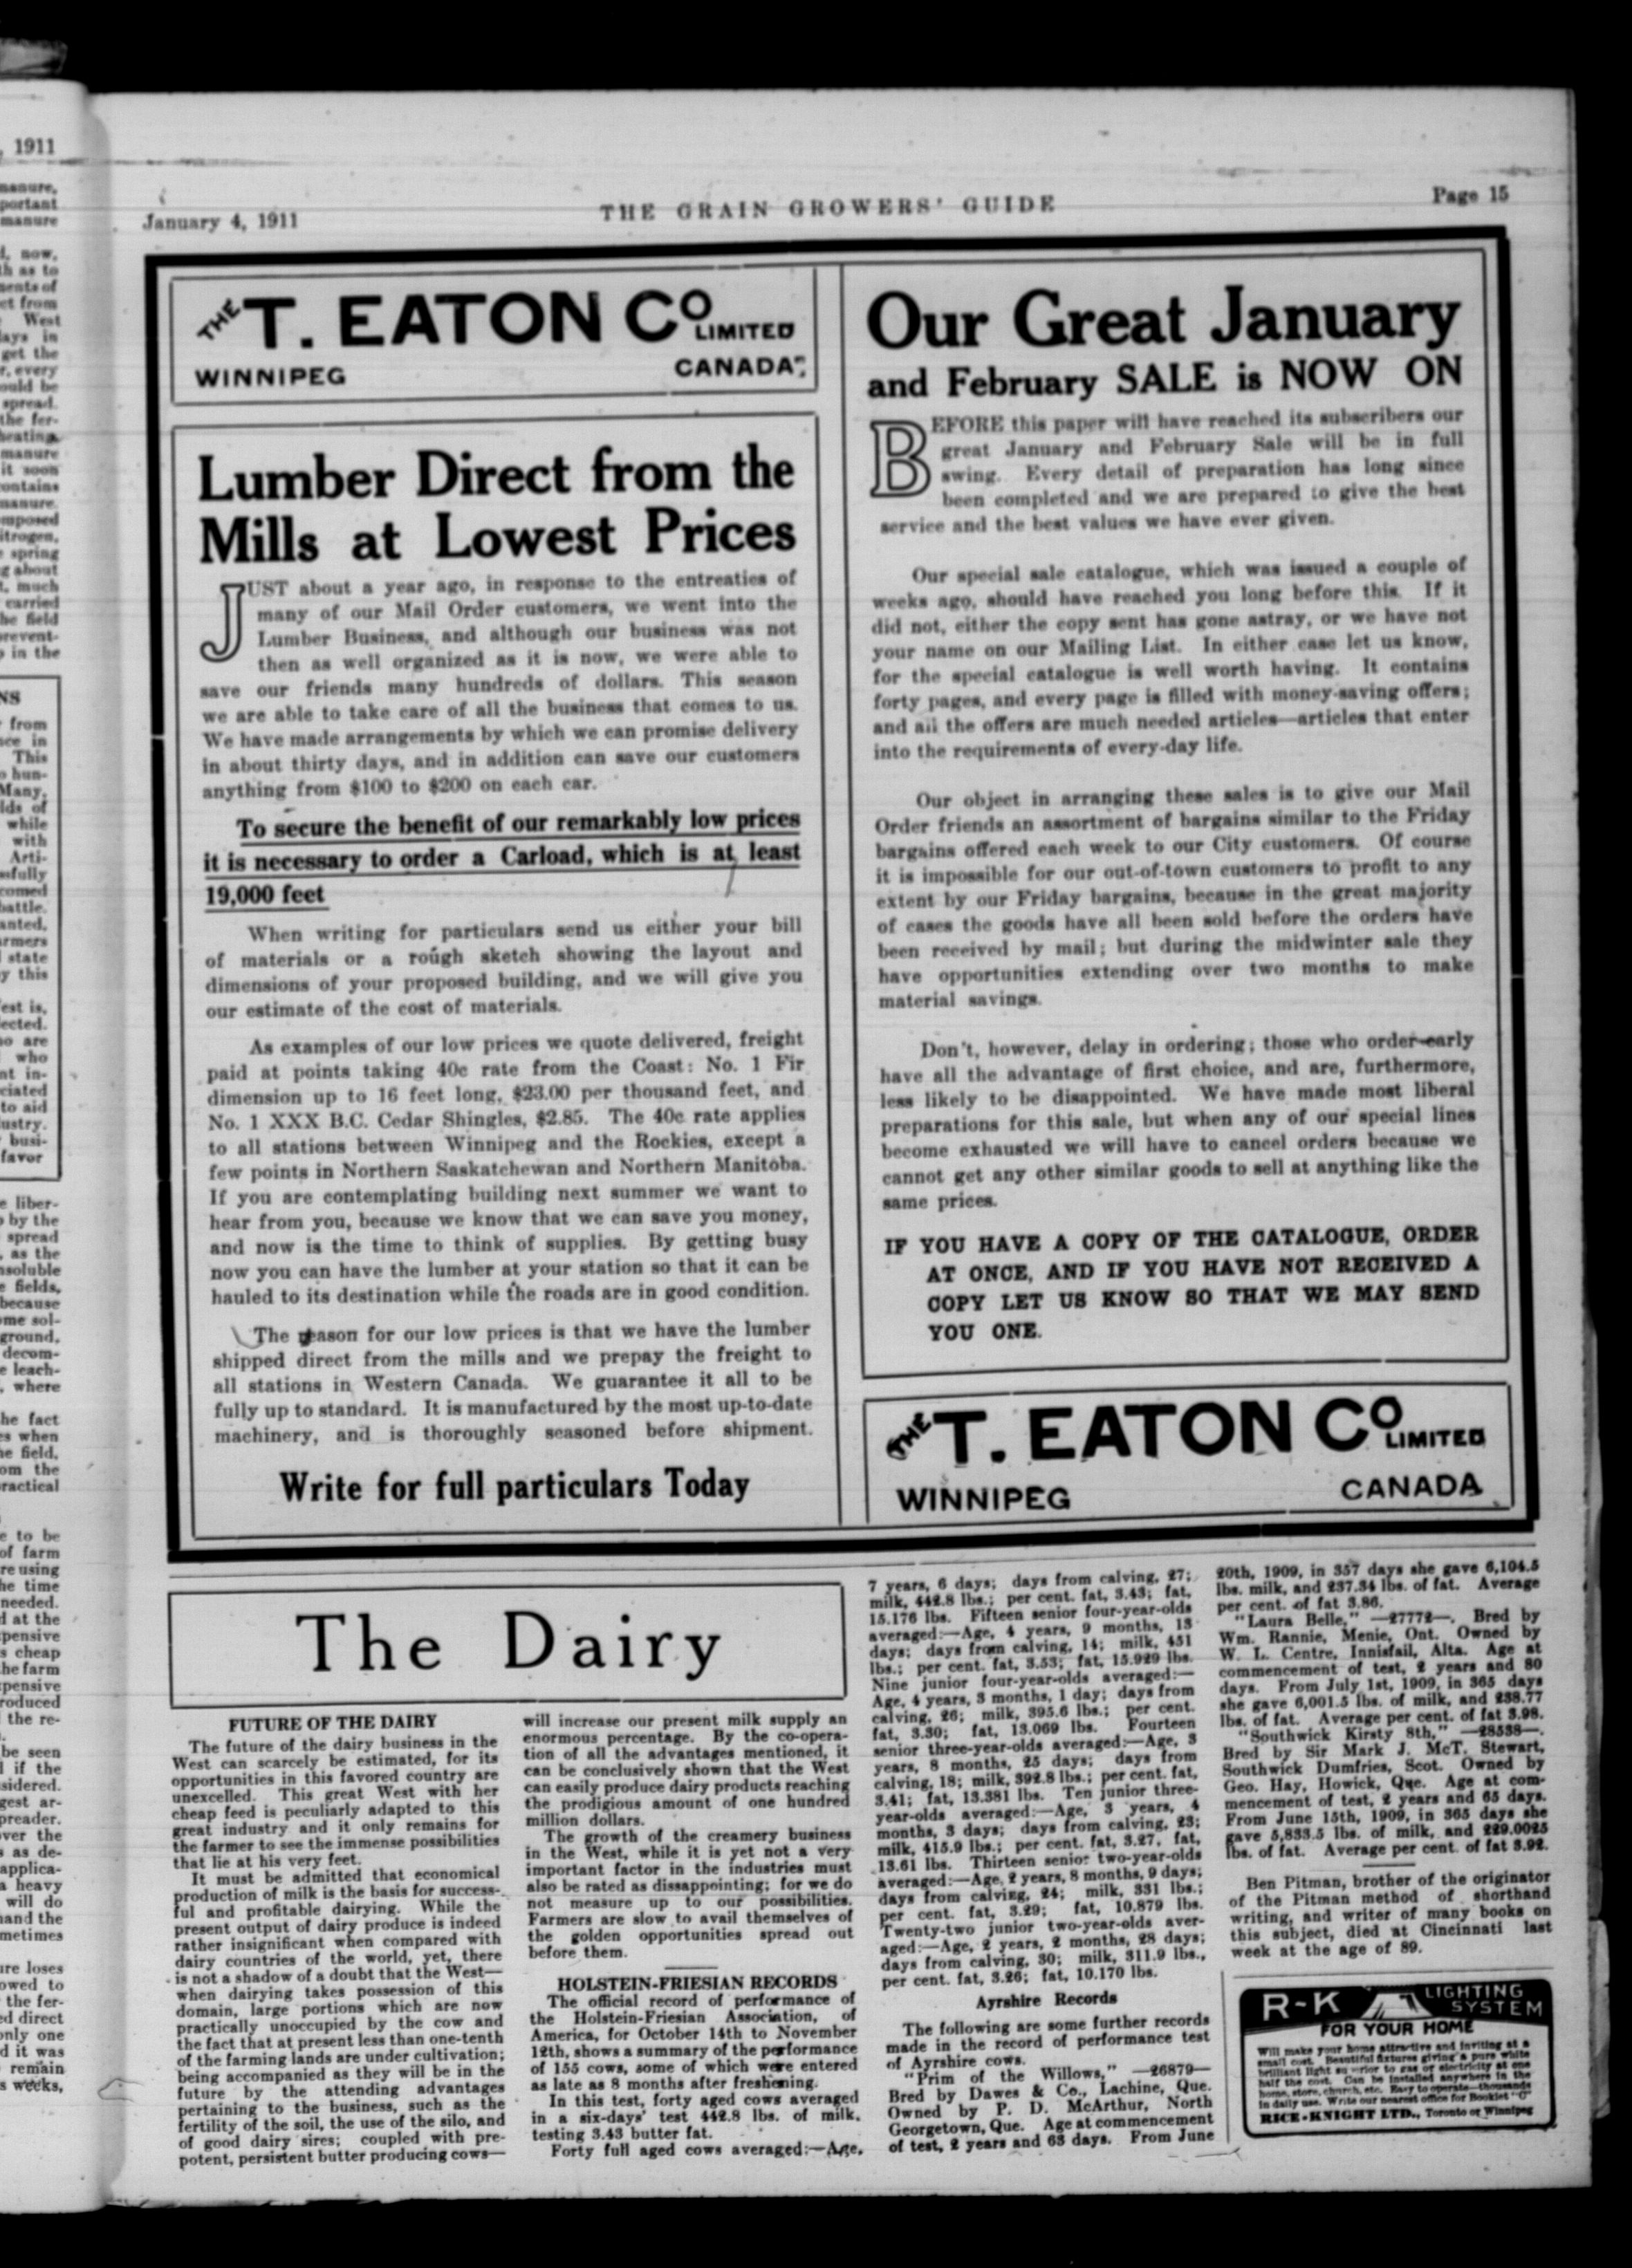 January 4, 1911
THE GRAIN GROWERS' GUIDE
Page 15
THE T. EATON CO. LIMITED
WINNIPEG CANADA
Lumber Direct from the
Mills at Lowest Prices
JUST about a year ago, in response to the entreaties of
many of our Mail Order customers, we went into the
Lumber Business, and although our business was not
then as well organized as it is now, we were able to
save our friends many hundreds of dollars. This season
we are able to take care of all the business that comes to us.
We have made arrangements by which we can promise delivery
in about thirty days, and in addition can save our customers
anything from $100 to $200 on each car.
To secure the benefit of our remarkably low prices
it is necessary to order a Carload, which is at least
19,000 feet
When writing for particulars send us either your bill
of materials or a rough sketch showing the layout and
dimensions of your proposed building, and we will give you
our estimate of the cost of materials.
As examples of our low prices we quote delivered, freight
paid at points taking 40c rate from the Coast: No. 1 Fir
dimension up to 16 feet long, $23.00 per thousand feet, and
No. 1 XXX B.C. Cedar Shingles, $2.85. The 40c rate applies
to all stations between Winnipeg and the Rockies, except a
few points in Northern Saskatchewan and Northern Manitoba.
If you are contemplating building next summer we want to
hear from you, because we know that we can save you money,
and now is the time to think of supplies. By getting busy
now you can have the lumber at your station so that it can be
hauled to its destination while the roads are in good condition.
The reason for our low prices is that we have the lumber
shipped direct from the mills and we prepay the freight to
all stations in Western Canada. We guarantee it all to be
fully up to standard. It is manufactured by the most up-to-date
machinery, and is thoroughly seasoned before shipment.
Write for full particulars Today
Our Great January
and February SALE is NOW ON
BEFORE this paper will have reached its subscribers our
great January and February Sale will be in full
swing. Every detail of preparation has long since
been completed and we are prepared to give the best
service and the best values we have ever given.
Our special sale catalogue, which was issued a couple of
weeks ago, should have reached you long before this. If it
did not, either the copy sent has gone astray, or we have not
your name on our Mailing List. In either case let us know,
for the special catalogue is well worth having. It contains
forty pages, and every page is filled with money-saving offers;
and all the offers are much needed articles—articles that enter
into the requirements of every-day life.
Our object in arranging these sales is to give our Mail
Order friends an assortment of bargains similar to the Friday
bargains offered each week to our City customers. Of course
it is impossible for our out-of-town customers to profit to any
extent by our Friday bargains, because in the great majority
of cases the goods have all been sold before the orders have
been received by mail; but during the midwinter sale they
have opportunities extending over two months to make
material savings.
Don't, however, delay in ordering; those who order early
have all the advantage of first choice, and are, furthermore,
less likely to be disappointed. We have made most liberal
preparations for this sale, but when any of our special lines
become exhausted we will have to cancel orders because we
cannot get any other similar goods to sell at anything like the
same prices.
IF YOU HAVE A COPY OF THE CATALOGUE, ORDER
AT ONCE, AND IF YOU HAVE NOT RECEIVED A
COPY LET US KNOW SO THAT WE MAY SEND
YOU ONE.
THE T. EATON CO. LIMITED
WINNIPEG CANADA
The Dairy
FUTURE OF THE DAIRY
The future of the dairy business in the
West can scarcely be estimated, for its
opportunities in this favored country are
unexcelled. This great West with her
cheap feed is peculiarly adapted to this
great industry and it only remains for
the farmer to see the immense possibilities
that lie at his very feet.
It must be admitted that economical
production of milk is the basis for success-
ful and profitable dairying. While the
present output of dairy produce is indeed
rather insignificant when compared with
dairy countries of the world, yet, there
is not a shadow of a doubt that the West—
when dairying takes possession of this
domain, large portions which are now
practically unoccupied by the cow and
the fact that at present less than one-tenth
of the farming lands are under cultivation;
being accompanied as they will be in the
future by the attending advantages
pertaining to the business, such as the
fertility of the soil, the use of the silo, and
of good dairy sires; coupled with pre-
potent, persistent butter producing cows—
will increase our present milk supply an
enormous percentage. By the co-opera-
tion of all the advantages mentioned, it
can be conclusively shown that the West
can easily produce dairy products reaching
the prodigious amount of one hundred
million dollars.
The growth of the creamery business
in the West, while it is yet not a very
important factor in the industries must
also be rated as disappointing; for we do
not measure up to our possibilities.
Farmers are slow to avail themselves of
the golden opportunities spread out
before them.
HOLSTEIN-FRIESIAN RECORDS
The official record of performance of
the Holstein-Friesian Association, of
America, for October 14th to November
12th, shows a summary of the performance
of 155 cows, some of which were entered
as late as 8 months after freshening.
In this test, forty aged cows averaged
in a six-days' test 442.8 lbs. of milk,
testing 3.43 butter fat.
Forty full aged cows averaged:—Age,
7 years, 6 days; days from calving, 27;
milk, 442.8 lbs.; per cent. fat, 3.43; fat,
15.176 lbs. Fifteen senior four-year-olds
averaged:—Age, 4 years, 9 months, 13
days; days from calving, 14; milk, 451
lbs.; per cent. fat, 3.53; fat, 15.929 lbs.
Nine junior four-year-olds averaged:—
Age, 4 years, 3 months, 1 day; days from
calving, 26; milk, 395.6 lbs.; per cent.
fat, 3.30; fat, 13.069 lbs. Fourteen
senior three-year-olds averaged:—Age, 3
years, 8 months, 25 days; days from
calving, 18; milk, 392.8 lbs.; per cent. fat,
3.41; fat, 13.381 lbs. Ten junior three-
year-olds averaged:—Age, 3 years, 4
months, 3 days; days from calving, 23;
milk, 415.9 lbs.; per cent. fat, 3.27, fat,
13.61 lbs. Thirteen senior two-year-olds
averaged:—Age, 2 years, 8 months, 9 days;
days from calving, 24; milk, 331 lbs.;
per cent. fat, 3.29; fat, 10.879 lbs.
Twenty-two junior two-year-olds aver-
aged:—Age, 2 years, 2 months, 28 days;
days from calving, 30; milk, 311.9 lbs.,
per cent. fat, 3.26; fat, 10.170 lbs.
Ayrshire Records
The following are some further records
made in the record of performance test
of Ayrshire cows.
"Prim of the Willows," —26879—
Bred by Dawes & Co., Lachine, Que.
Owned by P. D. McArthur, North
Georgetown, Que. Age at commencement
of test, 2 years and 63 days. From June
20th, 1909, in 357 days she gave 6,104.5
lbs. milk, and 237.34 lbs. of fat. Average
per cent. of fat 3.86.
"Laura Belle," —27772—. Bred by
Wm. Rannie, Menie, Ont. Owned by
W. L. Centre, Innisfail, Alta. Age at
commencement of test, 2 years and 80
days. From July 1st, 1909, in 365 days
she gave 6,001.5 lbs. of milk, and 238.77
lbs. of fat. Average per cent. of fat 3.98.
"Southwick Kirsty 8th," —28538—.
Bred by Sir Mark J. McT. Stewart,
Southwick Dumfries, Scot. Owned by
Geo. Hay, Howick, Que. Age at com-
mencement of test, 2 years and 65 days.
From June 15th, 1909, in 365 days she
gave 5,833.5 lbs. of milk, and 229.0025
lbs. of fat. Average per cent. of fat 3.92.
Ben Pitman, brother of the originator
of the Pitman method of shorthand
writing, and writer of many books on
this subject, died at Cincinnati last
week at the age of 89.
R-K LIGHTING
SYSTEM
FOR YOUR HOME
Will make your home attractive and inviting at a
small cost. Beautiful fixtures giving a pure white
brilliant light superior to gas or electricity at one
half the cost. Can be installed anywhere in the
home, store, church, etc. Easy to operate—thousands
in daily use. Write our nearest office for Booklet "G"
RICE-KNIGHT LTD., Toronto or Winnipeg